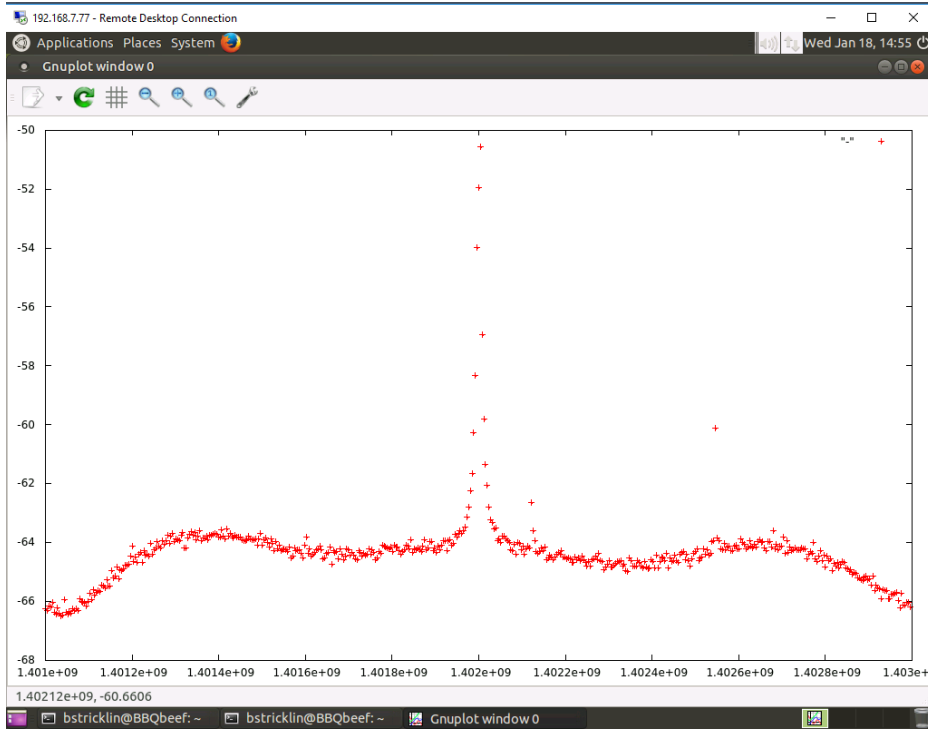 192.168.7.77 - Remote Desktop Connection
Applications Places System Wed Jan 18, 14:55
Gnuplot window 0
-50
"-"
-52
-54
-56
-58
-60
-62
-64
-66
-68
1.401e+09 1.4012e+09 1.4014e+09 1.4016e+09 1.4018e+09 1.402e+09 1.4022e+09 1.4024e+09 1.4026e+09 1.4028e+09 1.403e+
1.40212e+09, -60.6606
bstricklin@BBQbeef: ~ bstricklin@BBQbeef: ~ Gnuplot window 0